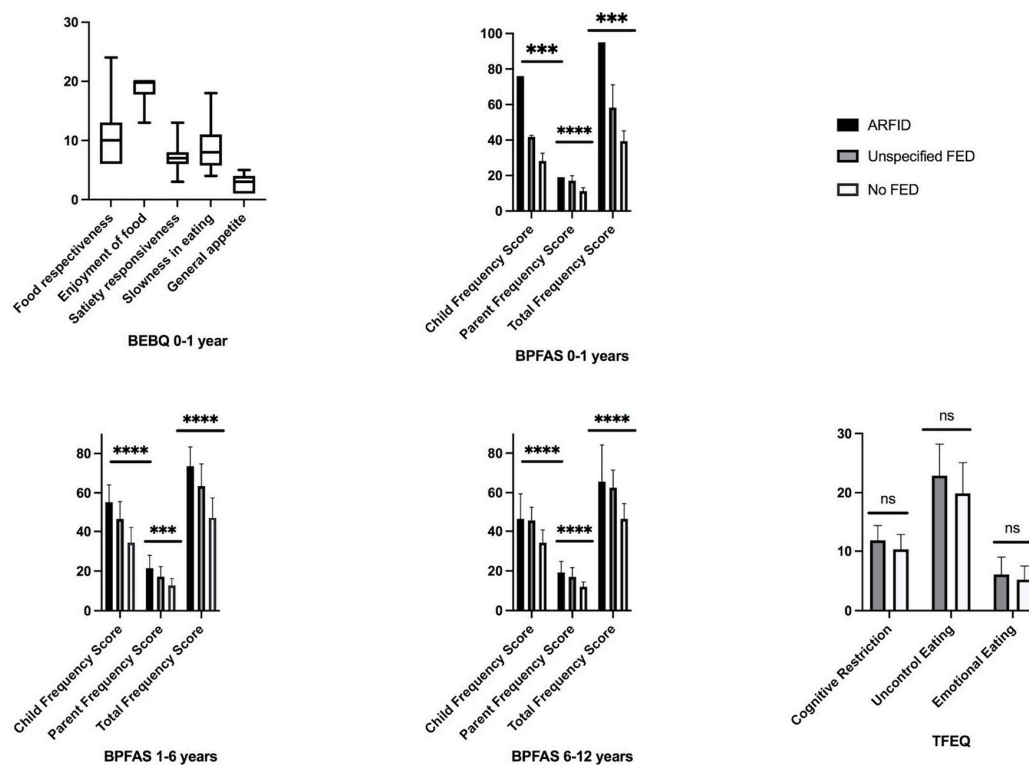 30
20
10
0
Food respectiveness
Enjoyment of food
Satiety responsiveness
Slowness in eating
General appetite
BEBQ 0-1 year
100
80
60
40
20
0
***
****
***
Child Frequency Score
Parent Frequency Score
Total Frequency Score
BPFAS 0-1 years
ARFID
Unspecified FED
No FED
80
60
40
20
0
****
***
****
Child Frequency Score
Parent Frequency Score
Total Frequency Score
BPFAS 1-6 years
80
60
40
20
0
****
****
****
Child Frequency Score
Parent Frequency Score
Total Frequency Score
BPFAS 6-12 years
30
20
10
0
ns
ns
ns
Cognitive Restriction
Uncontrol Eating
Emotional Eating
TFEQ